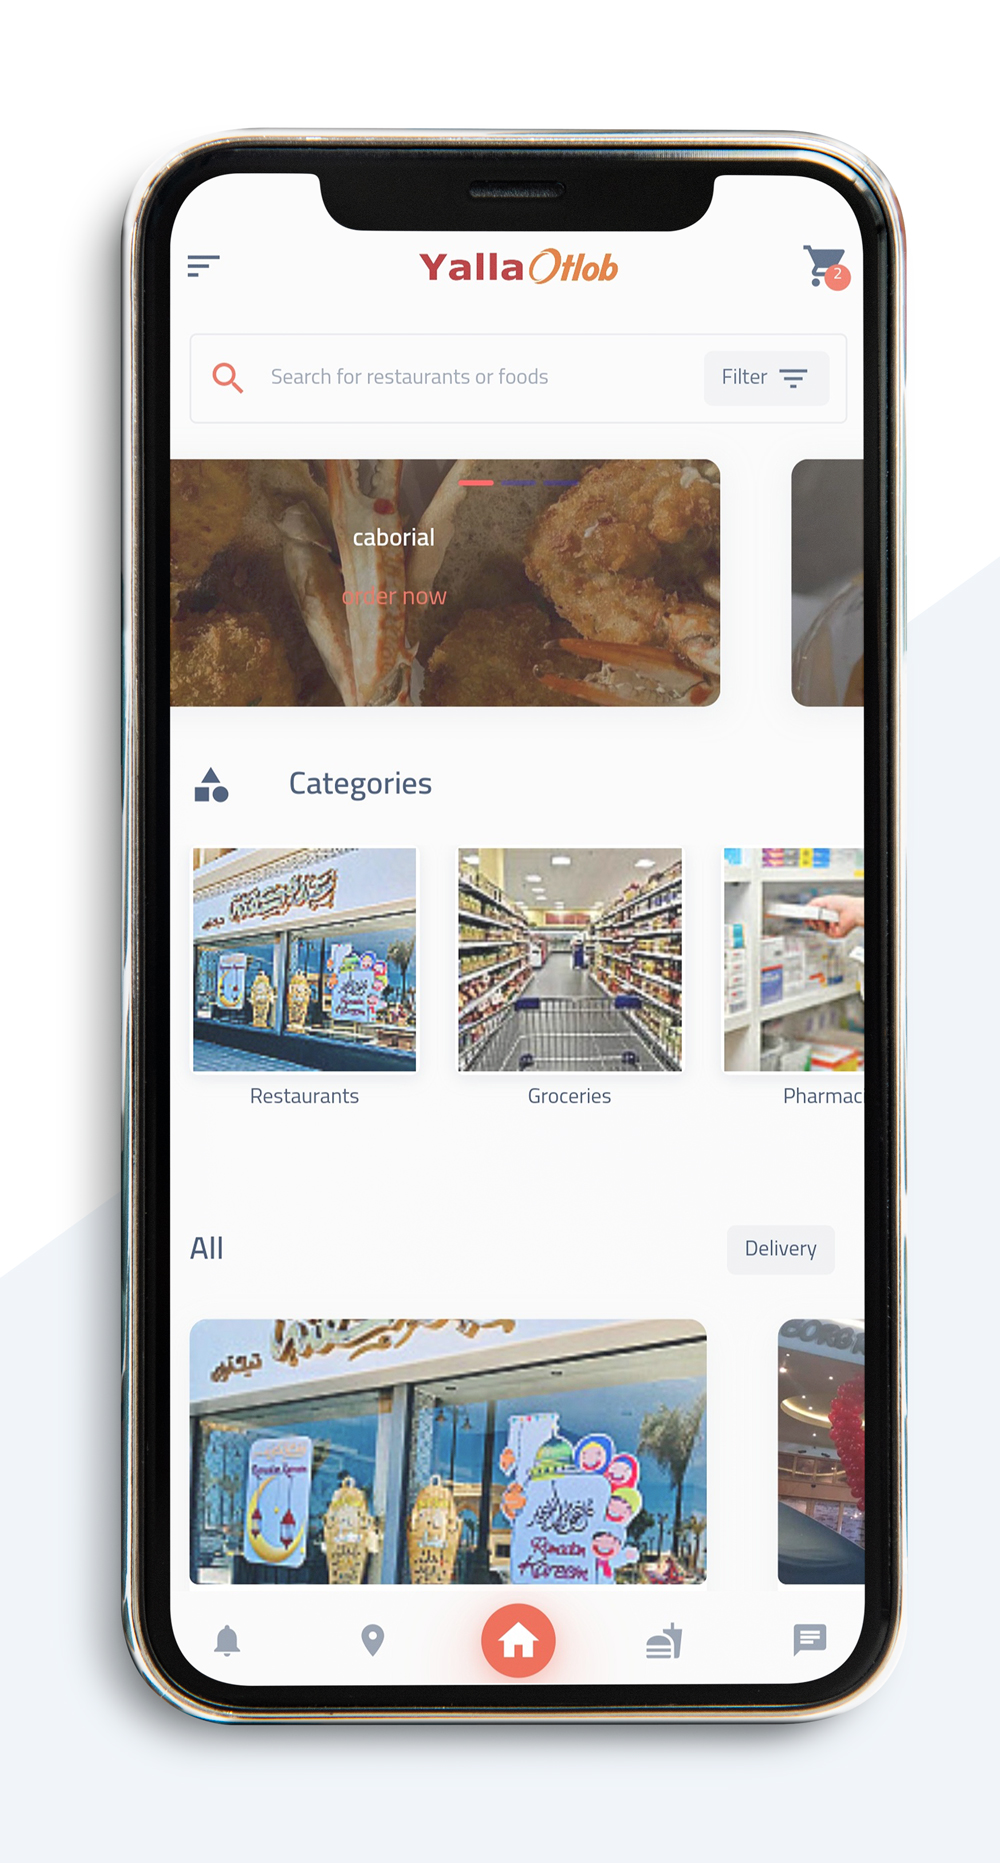 Yalla Otlob
2
Search for restaurants or foods
Filter
caborial
order now
Categories
Restaurants
Groceries
Pharmaci
All
Delivery
Ramadan Kareem
Ramadan
Kareem